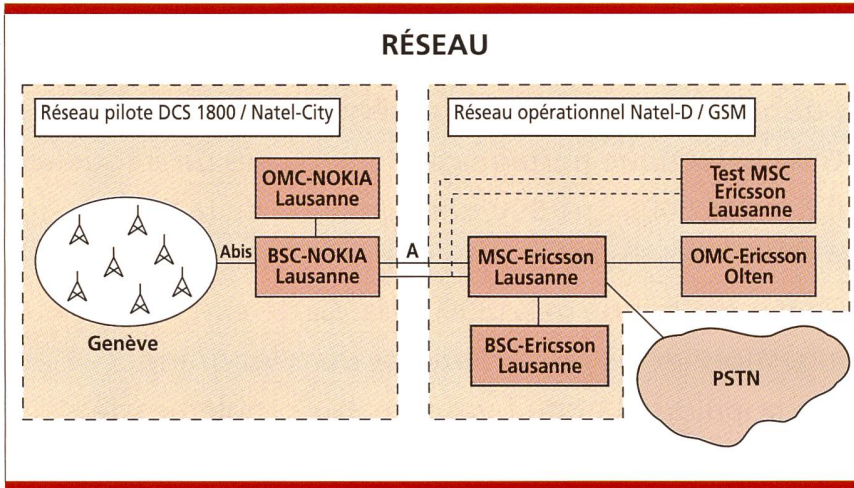 RÉSEAU
Réseau pilote DCS 1800 / Natel-City
Réseau opérationnel Natel-D / GSM
OMC-NOKIA
Lausanne
Test MSC
Ericsson
Lausanne
Abis
BSC-NOKIA
Lausanne
A
MSC-Ericsson
Lausanne
OMC-Ericsson
Olten
Genève
BSC-Ericsson
Lausanne
PSTN